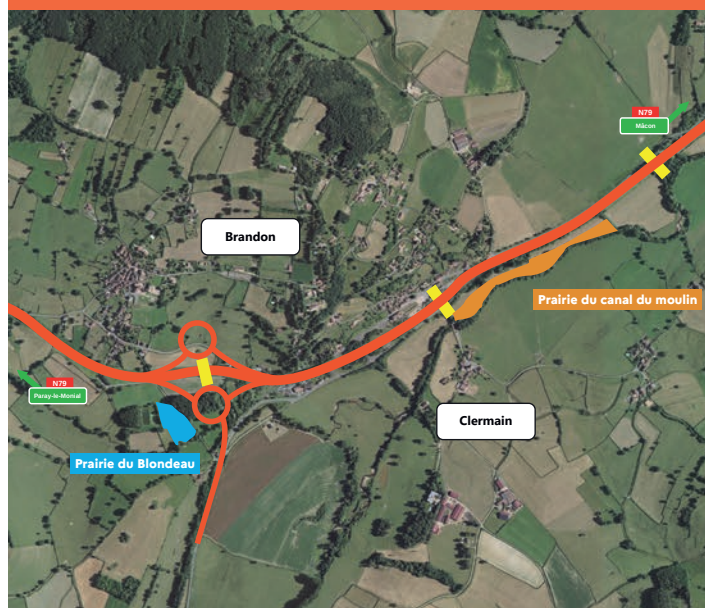 N79
Mâcon
Brandon
Prairie du canal du moulin
N79
Paray-le-Monial
Clermain
Prairie du Blondeau